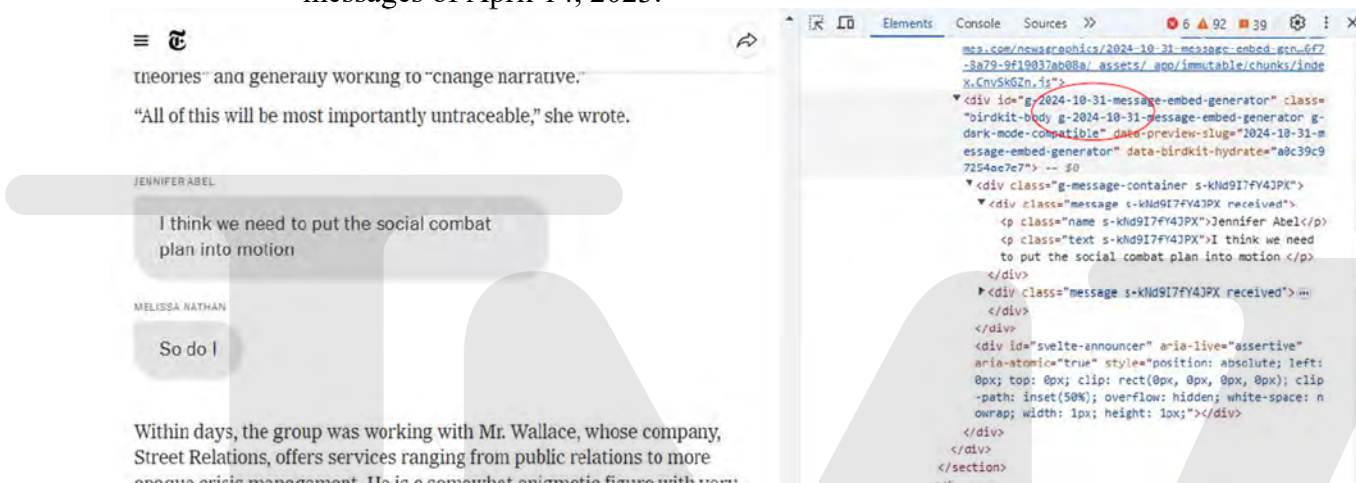 messages of April 14, 2023.
theories” and generally working to “change narrative.”
“All of this will be most importantly untraceable,” she wrote.
JENNIFER ABEL
I think we need to put the social combat
plan into motion
MELISSA NATHAN
So do I
Within days, the group was working with Mr. Wallace, whose company,
Street Relations, offers services ranging from public relations to more
opaque crisis management. He is a somewhat enigmatic figure with very
Elements Console Sources 6 92 39
mes.com/newsgraphics/2024-10-31-message-embed-gen…6f7
-8a79-9f19037ab08a/_assets/_app/immutable/chunks/inde
x.CnvSkGZn.js">
<div id="g-2024-10-31-message-embed-generator" class=
"birdkit-body g-2024-10-31-message-embed-generator g-
dark-mode-compatible" data-preview-slug="2024-10-31-m
essage-embed-generator" data-birdkit-hydrate="a0c39c9
7254ae7e7"> == $0
<div class="g-message-container s-kNd9I7fY4JPX">
<div class="message s-kNd9I7fY4JPX received">
<p class="name s-kNd9I7fY4JPX">Jennifer Abel</p>
<p class="text s-kNd9I7fY4JPX">I think we need
to put the social combat plan into motion </p>
</div>
<div class="message s-kNd9I7fY4JPX received">…
</div>
</div>
<div id="svelte-announcer" aria-live="assertive"
aria-atomic="true" style="position: absolute; left:
0px; top: 0px; clip: rect(0px, 0px, 0px, 0px); clip
-path: inset(50%); overflow: hidden; white-space: n
owrap; width: 1px; height: 1px;"></div>
</div>
</div>
</section>